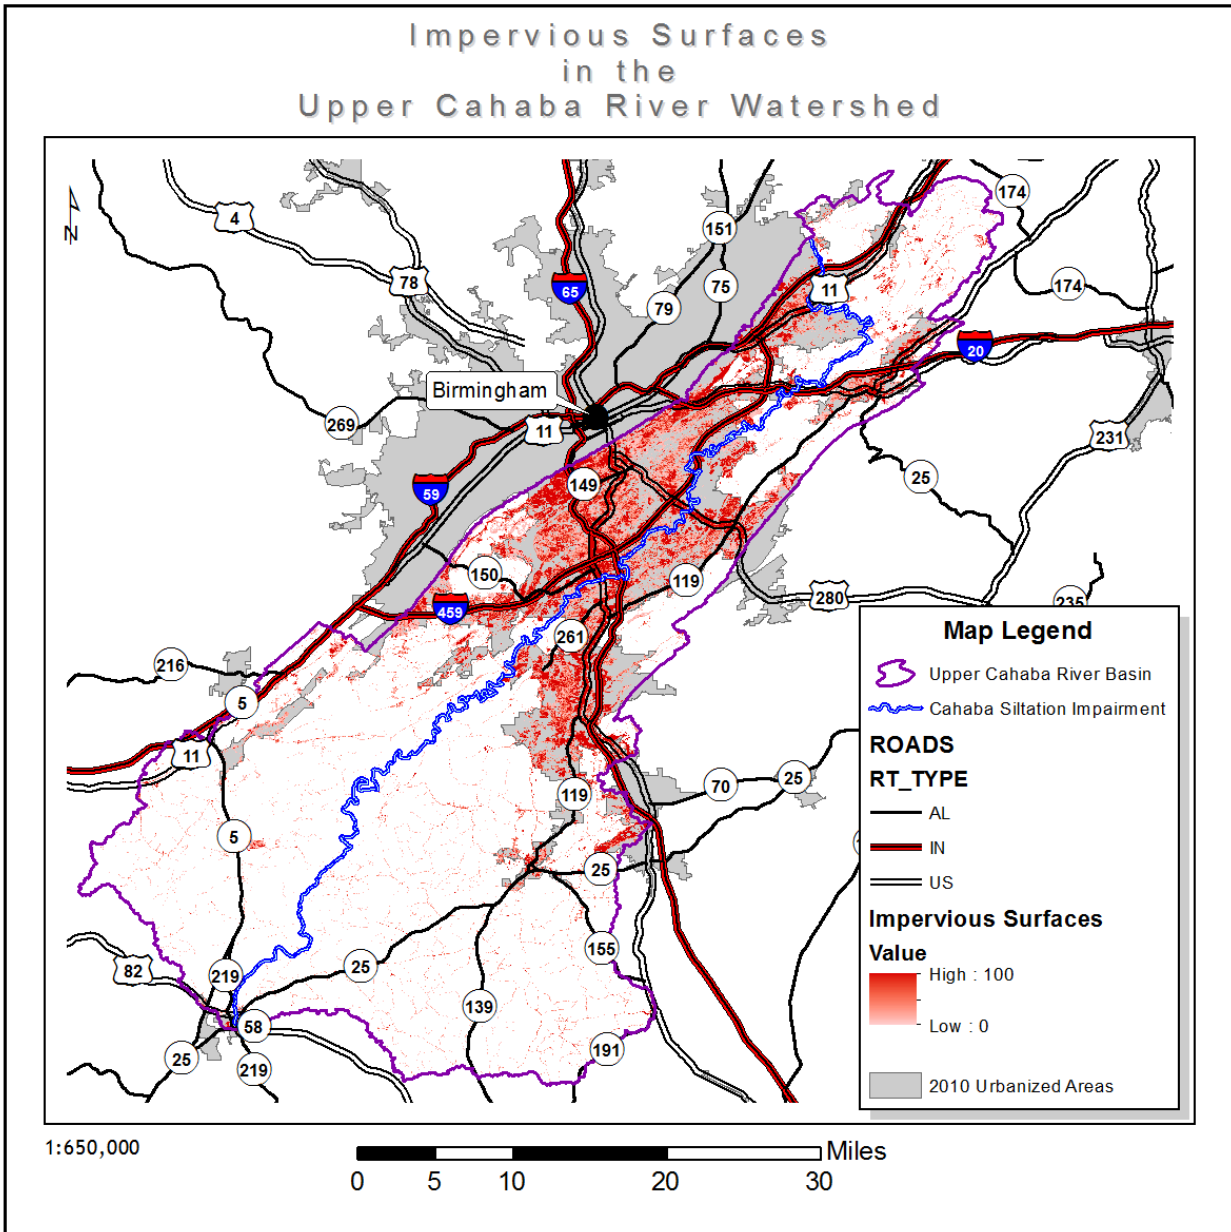 Impervious Surfaces
in the
Upper Cahaba River Watershed
N
4
78
65
151
75
79
11
174
174
20
Birmingham
269
11
59
149
231
25
150
459
119
280
235
261
216
5
11
5
119
70
25
25
82
219
25
155
139
58
25
219
191
Map Legend
Upper Cahaba River Basin
Cahaba Siltation Impairment
ROADS
RT_TYPE
AL
IN
US
Impervious Surfaces
Value
High : 100
Low : 0
2010 Urbanized Areas
1:650,000
Miles
0 5 10 20 30